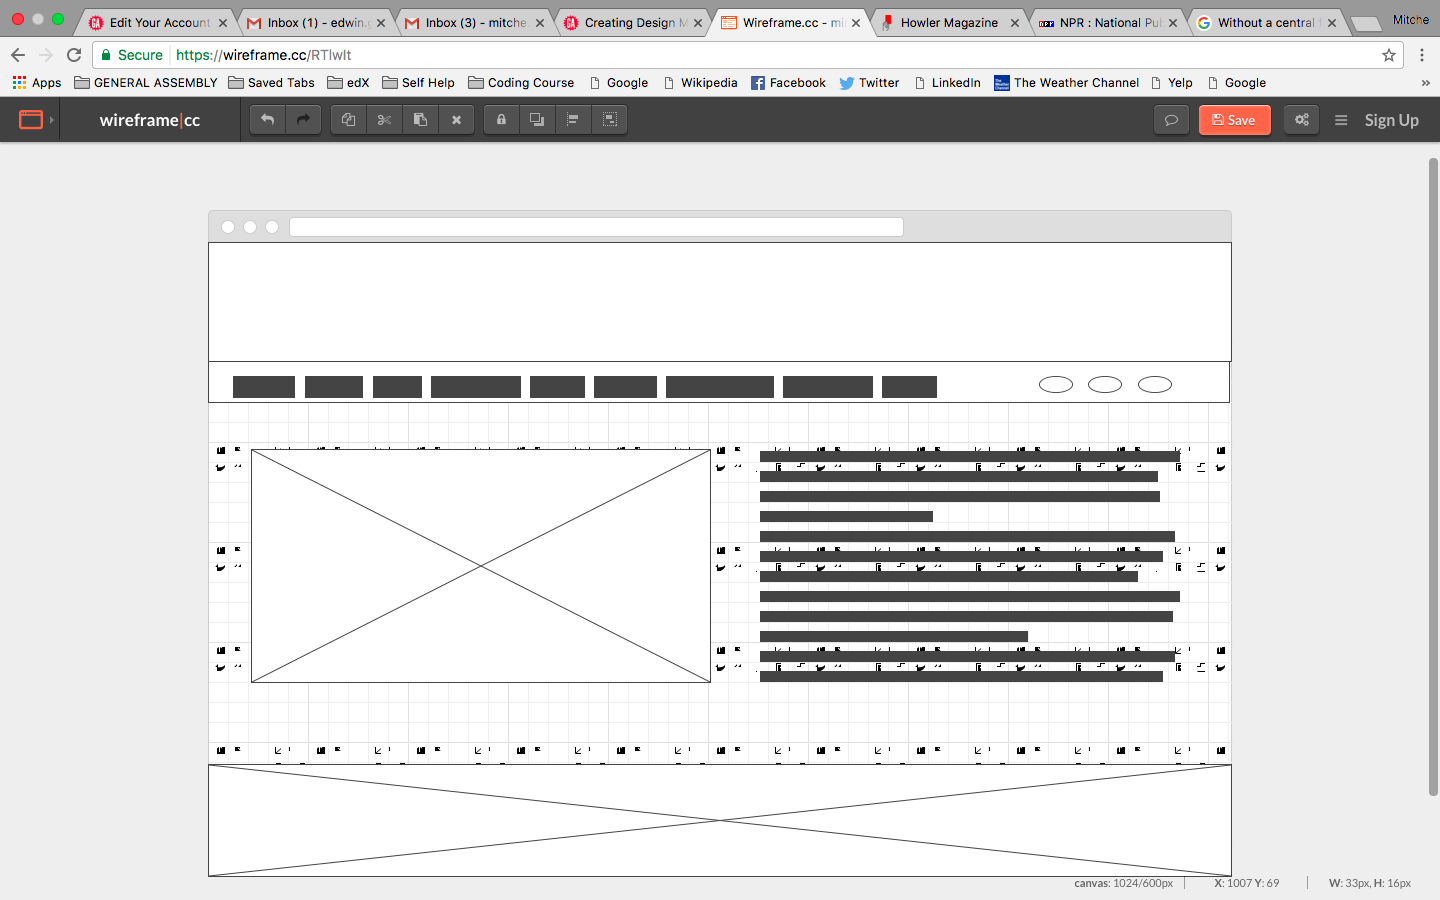 Edit Your Account
Inbox (1) - edwin.
Inbox (3) - mitche
Creating Design M
Wireframe.cc - mi
Howler Magazine
NPR : National Pub
Without a central f
Mitche
Secure
https://wireframe.cc/RTlwIt
Apps
GENERAL ASSEMBLY
Saved Tabs
edX
Self Help
Coding Course
Google
Wikipedia
Facebook
Twitter
LinkedIn
The Weather Channel
Yelp
Google
»
wireframe|cc
Save
Sign Up
canvas: 1024/600px
X: 1007 Y: 69
W: 33px, H: 16px